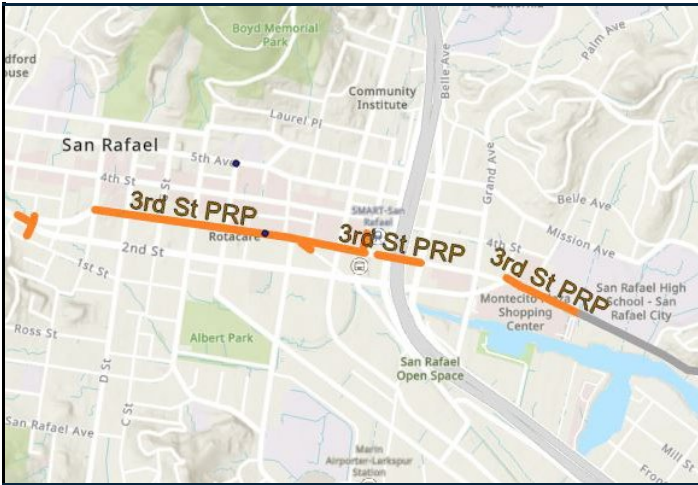 Boyd Memorial
Park
dford
use
Community
Institute
Belle Ave
Palm Ave
Laurel Pl
San Rafael
5th Ave
4th St
St
Grand Ave
Belle Ave
Mission Ave
3rd St PRP
SMART-San
Rafael
Rotacare
3rd St PRP
4th St
3rd St PRP
2nd St
1st St
Montecito Plaza
Shopping
Center
San Rafael High
School - San
Rafael City
Ross St
Albert Park
D St
C St
San Rafael
Open Space
San Rafael Ave
Marin
Airporter-Larkspur
Station
Mill St